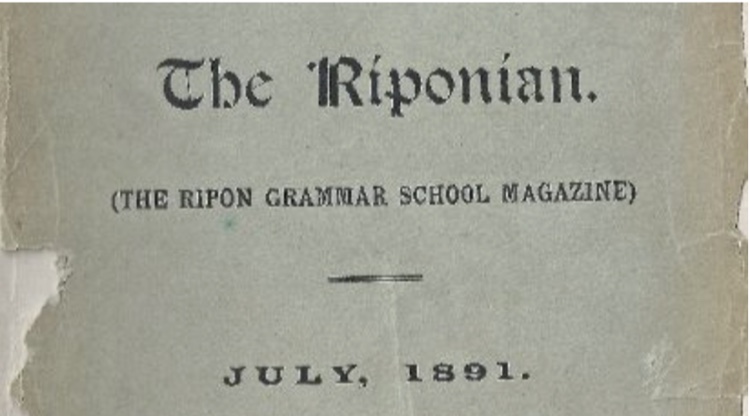 The Riponian.
(THE RIPON GRAMMAR SCHOOL MAGAZINE)
JULY, 1891.